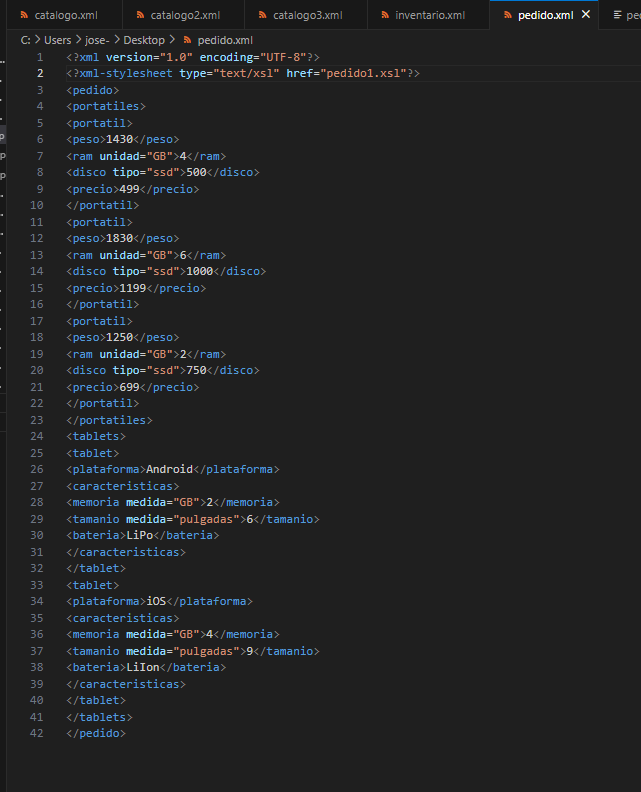 catalogo.xml catalogo2.xml catalogo3.xml inventario.xml pedido.xml
C: > Users > jose- > Desktop > pedido.xml
1 <?xml version="1.0" encoding="UTF-8"?>
2 <?xml-stylesheet type="text/xsl" href="pedido1.xsl"?>
3 <pedido>
4 <portatiles>
5 <portatil>
6 <peso>1430</peso>
7 <ram unidad="GB">4</ram>
8 <disco tipo="ssd">500</disco>
9 <precio>499</precio>
10 </portatil>
11 <portatil>
12 <peso>1830</peso>
13 <ram unidad="GB">6</ram>
14 <disco tipo="ssd">1000</disco>
15 <precio>1199</precio>
16 </portatil>
17 <portatil>
18 <peso>1250</peso>
19 <ram unidad="GB">2</ram>
20 <disco tipo="ssd">750</disco>
21 <precio>699</precio>
22 </portatil>
23 </portatiles>
24 <tablets>
25 <tablet>
26 <plataforma>Android</plataforma>
27 <caracteristicas>
28 <memoria medida="GB">2</memoria>
29 <tamanio medida="pulgadas">6</tamanio>
30 <bateria>LiPo</bateria>
31 </caracteristicas>
32 </tablet>
33 <tablet>
34 <plataforma>iOS</plataforma>
35 <caracteristicas>
36 <memoria medida="GB">4</memoria>
37 <tamanio medida="pulgadas">9</tamanio>
38 <bateria>LiIon</bateria>
39 </caracteristicas>
40 </tablet>
41 </tablets>
42 </pedido>